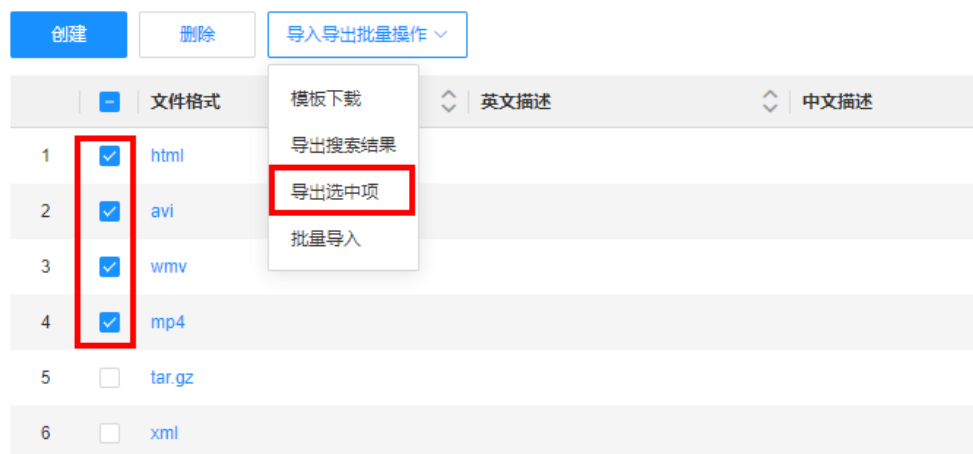 创建 删除 导入导出批量操作
文件格式 模板下载 英文描述 中文描述
导出搜索结果
1 html
导出选中项
2 avi
批量导入
3 wmv
4 mp4
5 tar.gz
6 xml